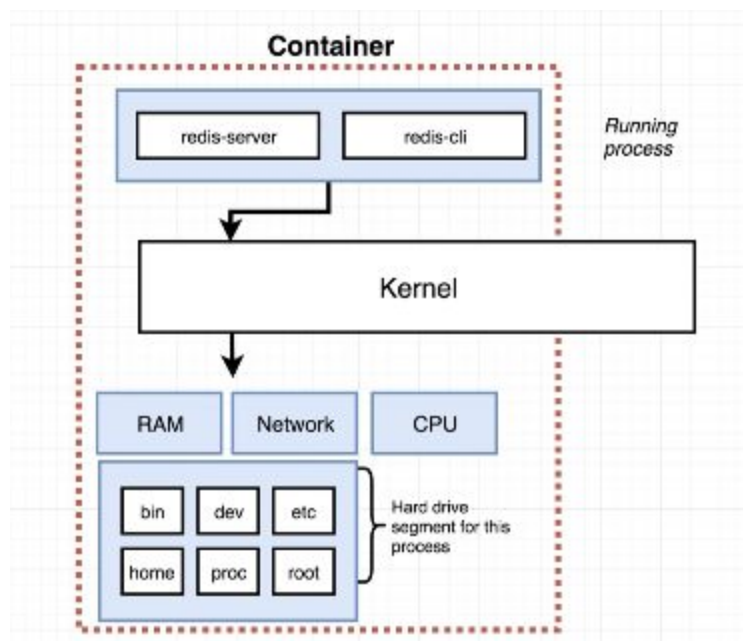 Container
redis-server
redis-cli
Running
process
Kernel
RAM
Network
CPU
bin
dev
etc
Hard drive
segment for this
process
home
proc
root